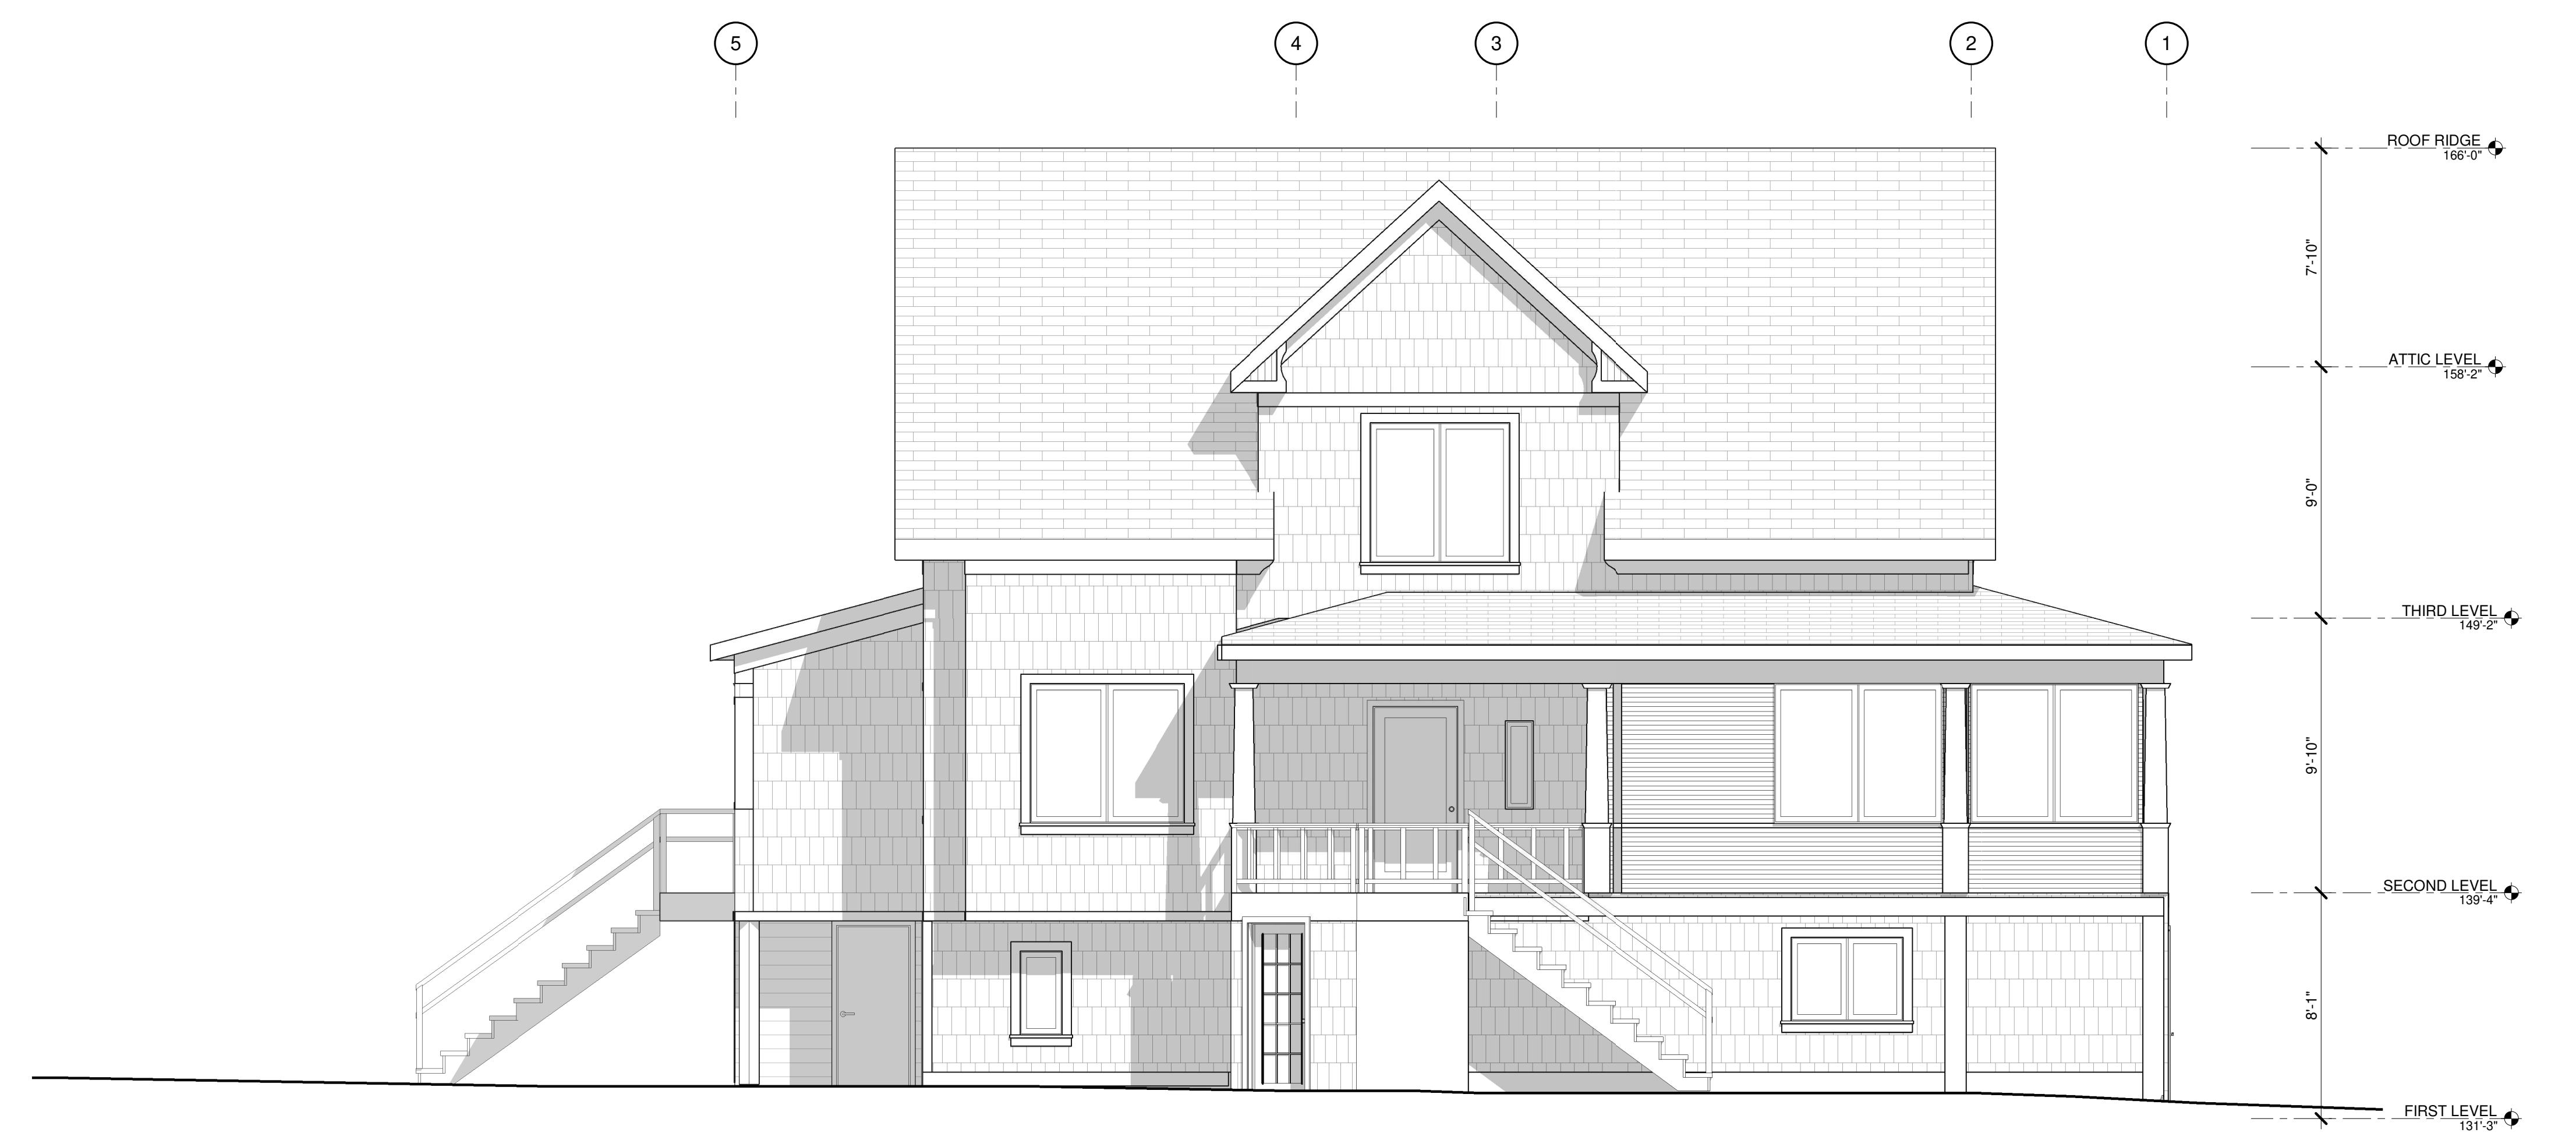 5 4 3 2 1
ROOF RIDGE
166'-0"
7'-10"
ATTIC LEVEL
158'-2"
9'-0"
THIRD LEVEL
149'-2"
9'-10"
SECOND LEVEL
139'-4"
8'-1"
FIRST LEVEL
131'-3"